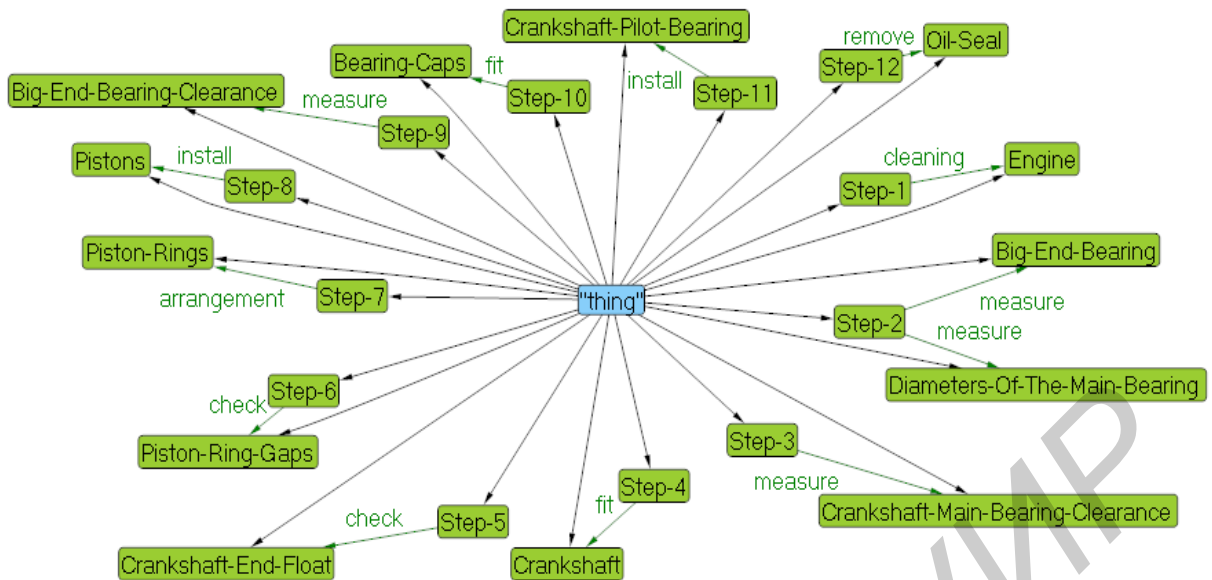 Crankshaft-Pilot-Bearing
remove
Oil-Seal
Bearing-Caps
fit
Step-12
Big-End-Bearing-Clearance
measure
Step-10
install
Step-11
Step-9
Pistons
install
Step-8
cleaning
Engine
Step-1
Piston-Rings
Big-End-Bearing
arrangement
Step-7
"thing"
measure
Step-2
measure
Step-6
check
Diameters-Of-The-Main-Bearing
Piston-Ring-Gaps
Step-3
measure
Step-4
fit
Crankshaft-Main-Bearing-Clearance
check
Step-5
Crankshaft-End-Float
Crankshaft
УИР